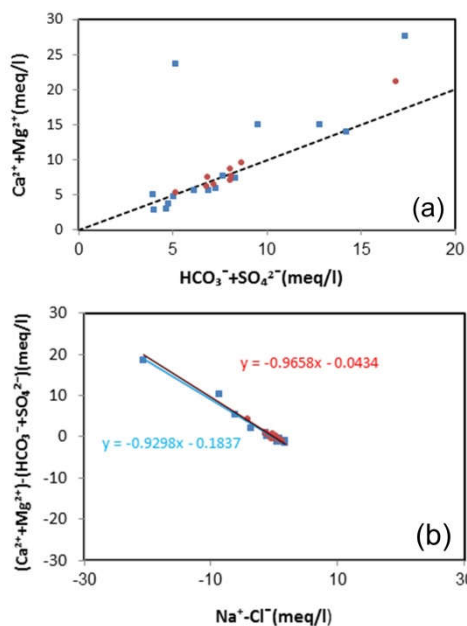 30
25
20
15
10
5
0
Ca²⁺+Mg²⁺(meq/l)
(a)
0 5 10 15 20
HCO₃⁻+SO₄²⁻(meq/l)
30
20
10
0
-10
-20
-30
(Ca²⁺+Mg²⁺)-(HCO₃⁻+SO₄²⁻)(meq/l)
y = -0.9658x - 0.0434
y = -0.9298x - 0.1837
(b)
-30 -10 10 30
Na⁺-Cl⁻(meq/l)